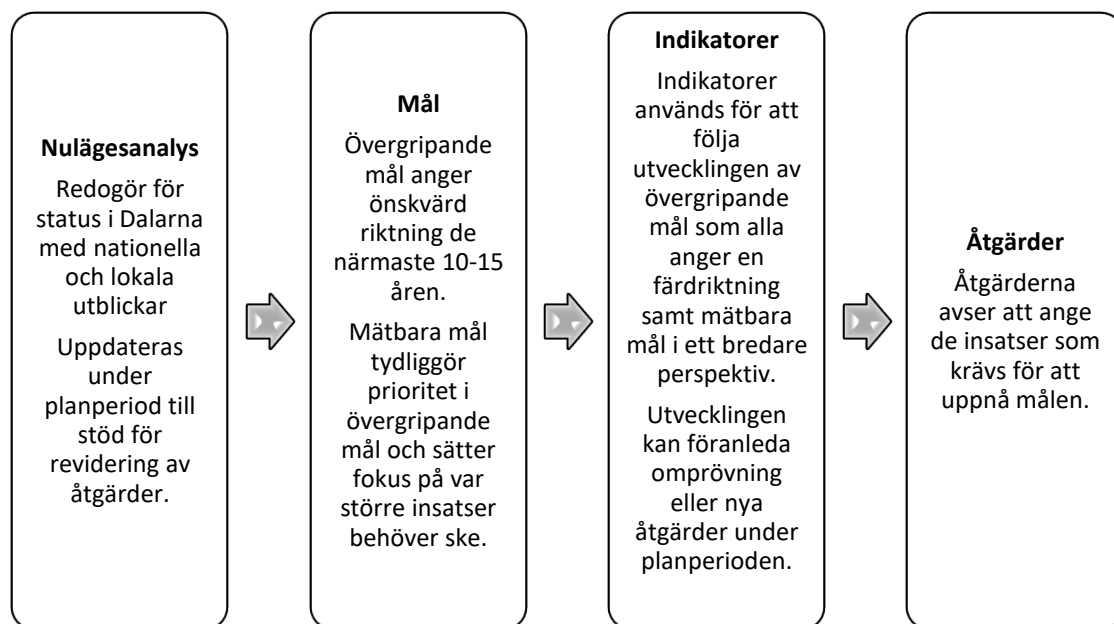 Nulägesanalys
Redogör för
status i Dalarna
med nationella
och lokala
utblickar
Uppdateras
under
planperiod till
stöd för
revidering av
åtgärder.
Mål
Övergripande
mål anger
önskvärd
riktning de
närmaste 10-15
åren.
Mätbara mål
tydliggör
prioritet i
övergripande
mål och sätter
fokus på var
större insatser
behöver ske.
Indikatorer
Indikatorer
används för att
följa
utvecklingen av
övergripande
mål som alla
anger en
färdriktning
samt mätbara
mål i ett bredare
perspektiv.
Utvecklingen
kan föranleda
omprövning
eller nya
åtgärder under
planperioden.
Åtgärder
Åtgärderna
avser att ange
de insatser som
krävs för att
uppnå målen.